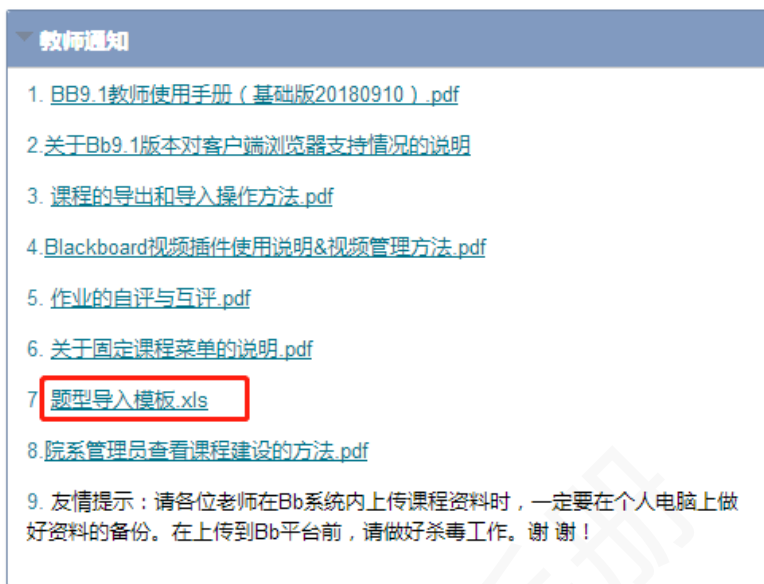 教师通知
1. BB9.1教师使用手册（基础版20180910）.pdf
2.关于Bb9.1版本对客户端浏览器支持情况的说明
3. 课程的导出和导入操作方法.pdf
4.Blackboard视频插件使用说明&视频管理方法.pdf
5. 作业的自评与互评.pdf
6. 关于固定课程菜单的说明.pdf
7 题型导入模板.xls
8.院系管理员查看课程建设的方法.pdf
9. 友情提示：请各位老师在Bb系统内上传课程资料时，一定要在个人电脑上做
好资料的备份。在上传到Bb平台前，请做好杀毒工作。谢 谢！
册